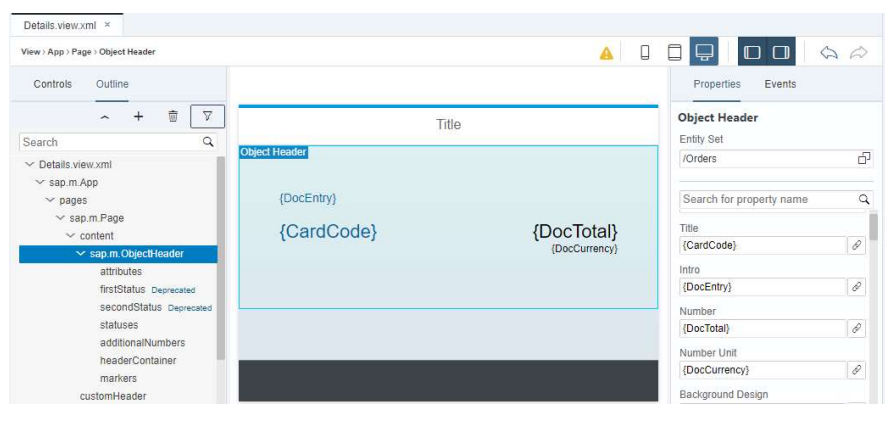 Details.view.xml ×
View › App › Page › Object Header
Controls Outline
Search
Details.view.xml
sap.m.App
pages
sap.m.Page
content
sap.m.ObjectHeader
attributes
firstStatus Deprecated
secondStatus Deprecated
statuses
additionalNumbers
headerContainer
markers
customHeader
Title
Object Header
{DocEntry}
{CardCode}
{DocTotal}
{DocCurrency}
Properties Events
Object Header
Entity Set
/Orders
Search for property name
Title
{CardCode}
Intro
{DocEntry}
Number
{DocTotal}
Number Unit
{DocCurrency}
Background Design